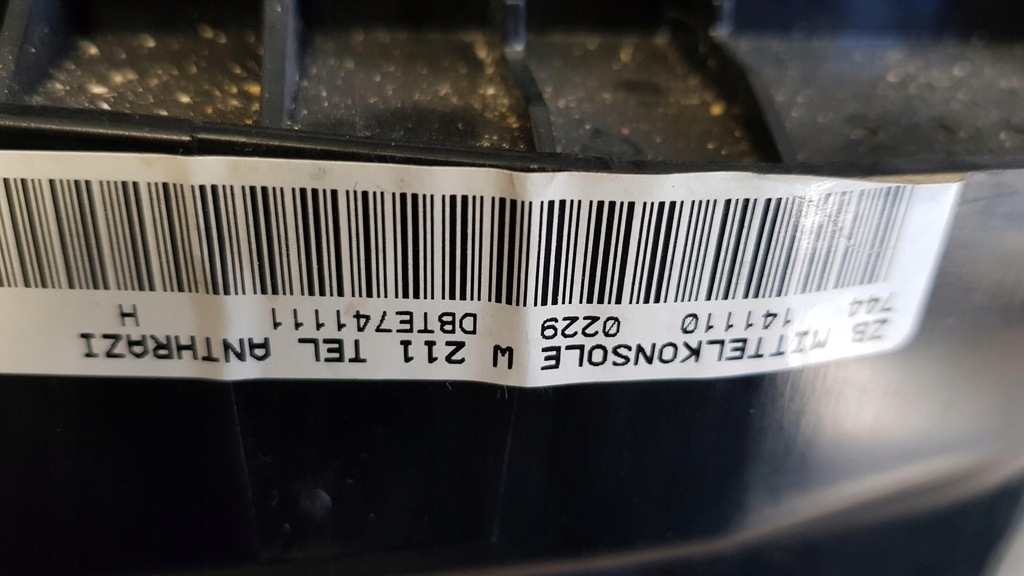 ZB MITTELKONSOLE W 211 TEL ANTHRAZI
744 141110 0229 DBTE741111 H